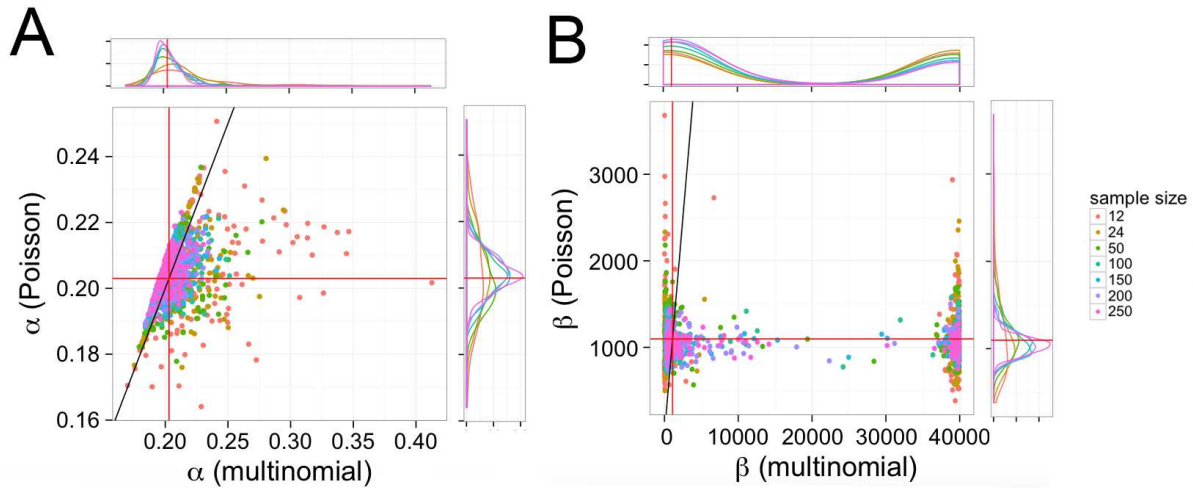 A
B
0.24
0.22
0.20
0.18
0.16
α (Poisson)
0.20 0.25 0.30 0.35 0.40
α (multinomial)
3000
2000
1000
β (Poisson)
0 10000 20000 30000 40000
β (multinomial)
sample size
12
24
50
100
150
200
250